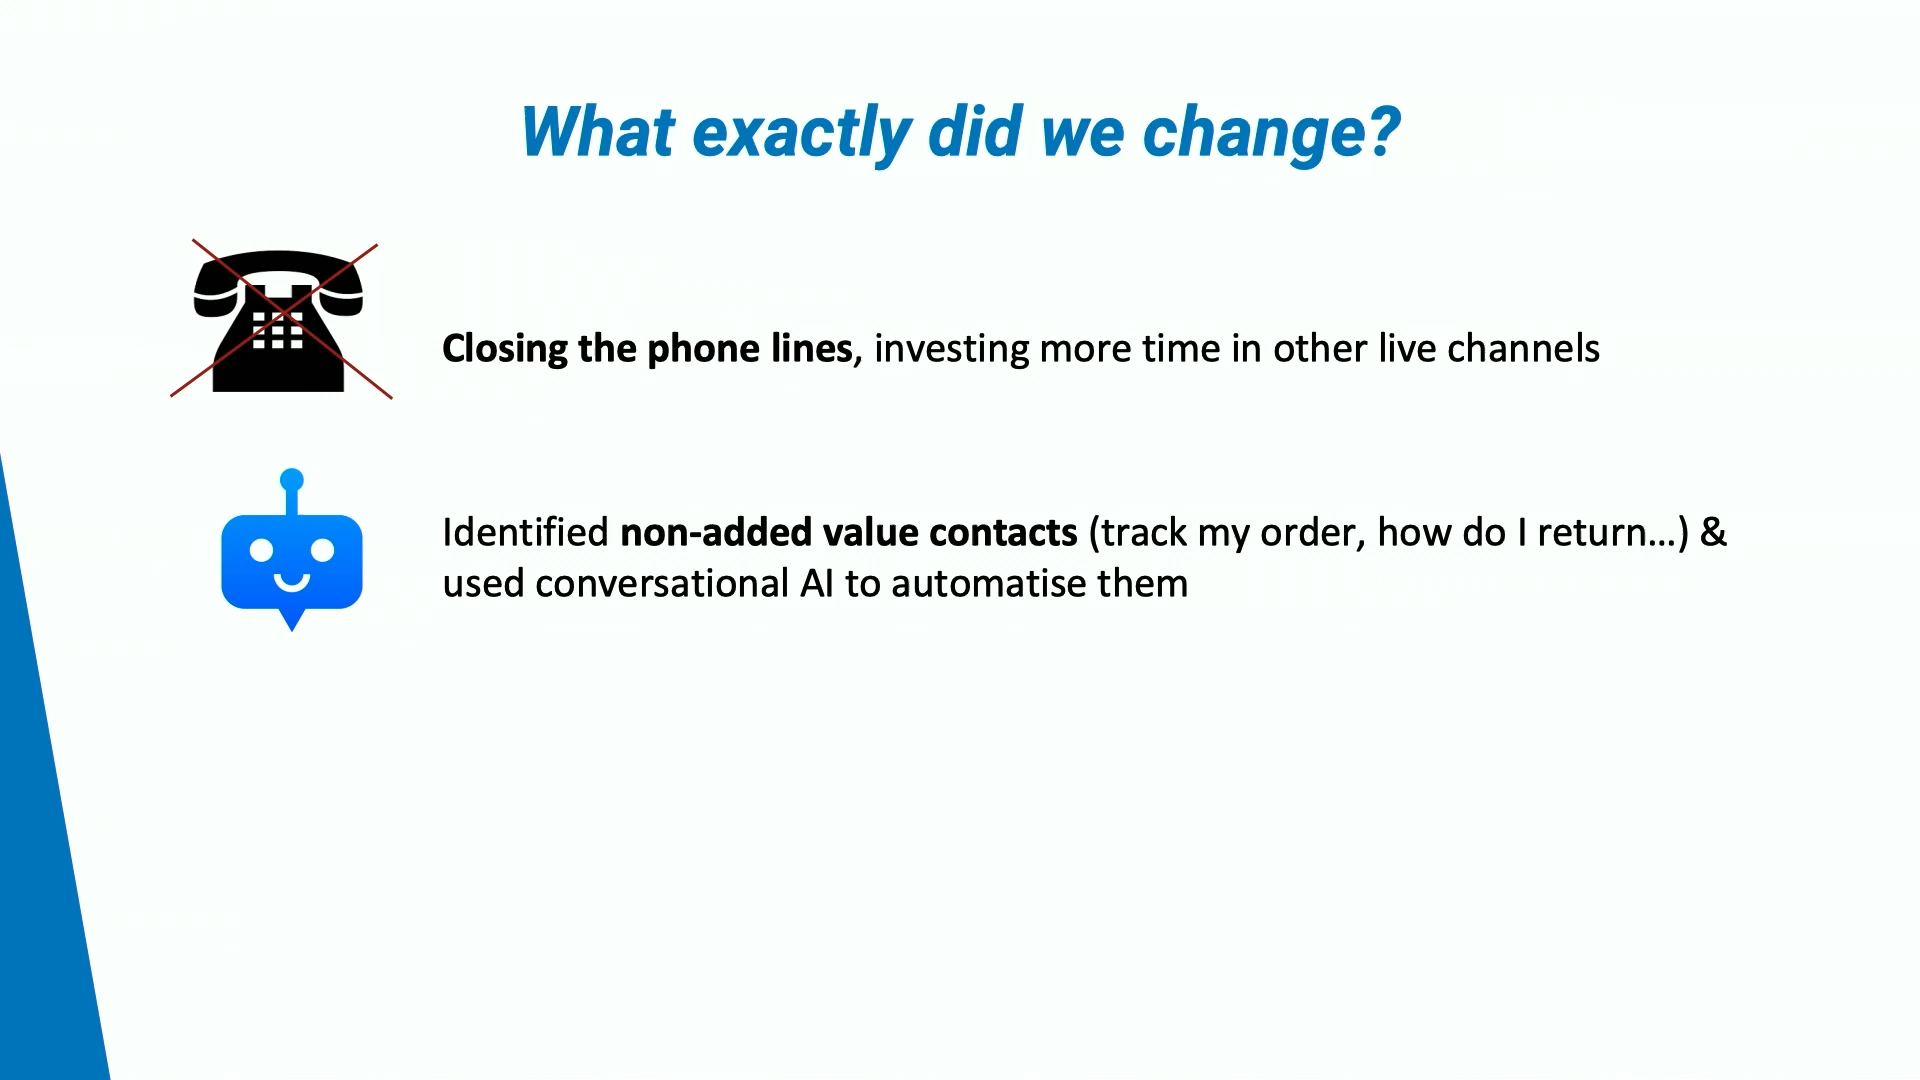 What exactly did we change?
Closing the phone lines, investing more time in other live channels
Identified non-added value contacts (track my order, how do I return…) &
used conversational AI to automatise them